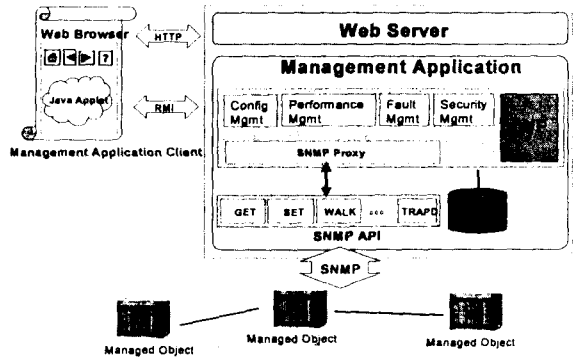 Web Browser
?
Java Applet
Management Application Client
HTTP
RMI
Web Server
Management Application
Config Mgmt
Performance Mgmt
Fault Mgmt
Security Mgmt
SNMP Proxy
GET
SET
WALK
•••
TRAPD
SNMP API
SNMP
Managed Object
Managed Object
Managed Object